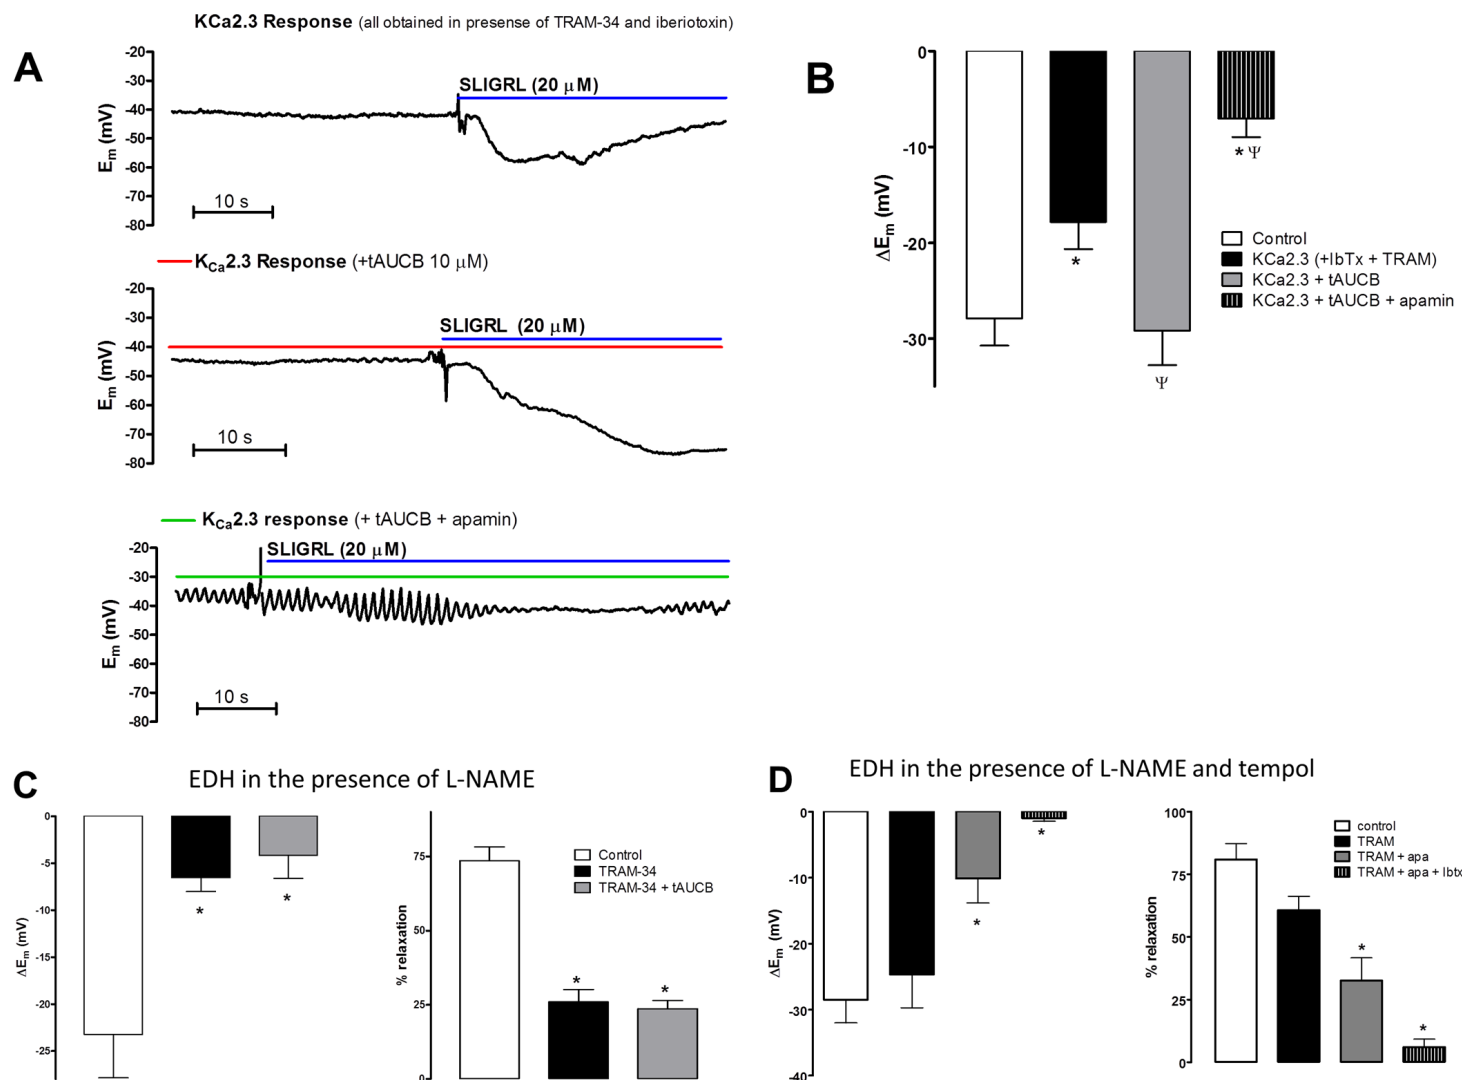 KCa2.3 Response (all obtained in presense of TRAM-34 and iberiotoxin)
A
-20
-30
-40
-50
-60
-70
-80
Em (mV)
SLIGRL (20 μM)
10 s
KCa2.3 Response (+tAUCB 10 μM)
-20
-30
-40
-50
-60
-70
-80
Em (mV)
SLIGRL (20 μM)
10 s
KCa2.3 response (+ tAUCB + apamin)
-20
-30
-40
-50
-60
-70
-80
Em (mV)
SLIGRL (20 μM)
10 s
B
0
-10
-20
-30
ΔEm (mV)
*
Ψ
* Ψ
Control
KCa2.3 (+IbTx + TRAM)
KCa2.3 + tAUCB
KCa2.3 + tAUCB + apamin
C
EDH in the presence of L-NAME
0
-5
-10
-15
-20
-25
ΔEm (mV)
*
*
75
50
25
0
% relaxation
*
*
Control
TRAM-34
TRAM-34 + tAUCB
D
EDH in the presence of L-NAME and tempol
0
-10
-20
-30
-40
ΔEm (mV)
*
*
100
75
50
25
0
% relaxation
*
*
control
TRAM
TRAM + apa
TRAM + apa + Ibtx